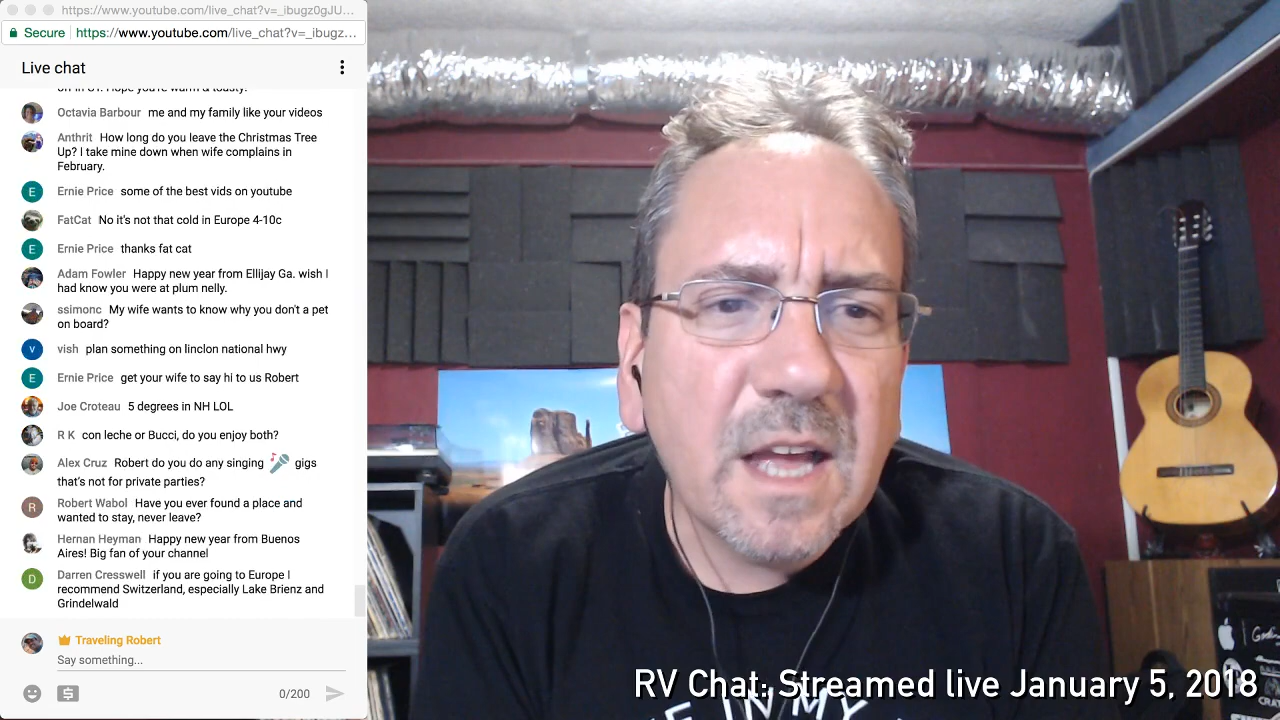 https://www.youtube.com/live_chat?v=_ibugz0gJU...
Secure https://www.youtube.com/live_chat?v=_ibugz...
Live chat
Octavia Barbour me and my family like your videos
Anthrit How long do you leave the Christmas Tree
Up? I take mine down when wife complains in
February.
E Ernie Price some of the best vids on youtube
FatCat No it's not that cold in Europe 4-10c
E Ernie Price thanks fat cat
Adam Fowler Happy new year from Ellijay Ga. wish I
had know you were at plum nelly.
ssimonc My wife wants to know why you don't a pet
on board?
V vish plan something on linclon national hwy
E Ernie Price get your wife to say hi to us Robert
Joe Croteau 5 degrees in NH LOL
R K con leche or Bucci, do you enjoy both?
Alex Cruz Robert do you do any singing gigs
that's not for private parties?
R Robert Wabol Have you ever found a place and
wanted to stay, never leave?
Hernan Heyman Happy new year from Buenos
Aires! Big fan of your channel
D Darren Cresswell if you are going to Europe I
recommend Switzerland, especially Lake Brienz and
Grindelwald
Traveling Robert
Say something...
0/200
RV Chat: Streamed live January 5, 2018
IN MY